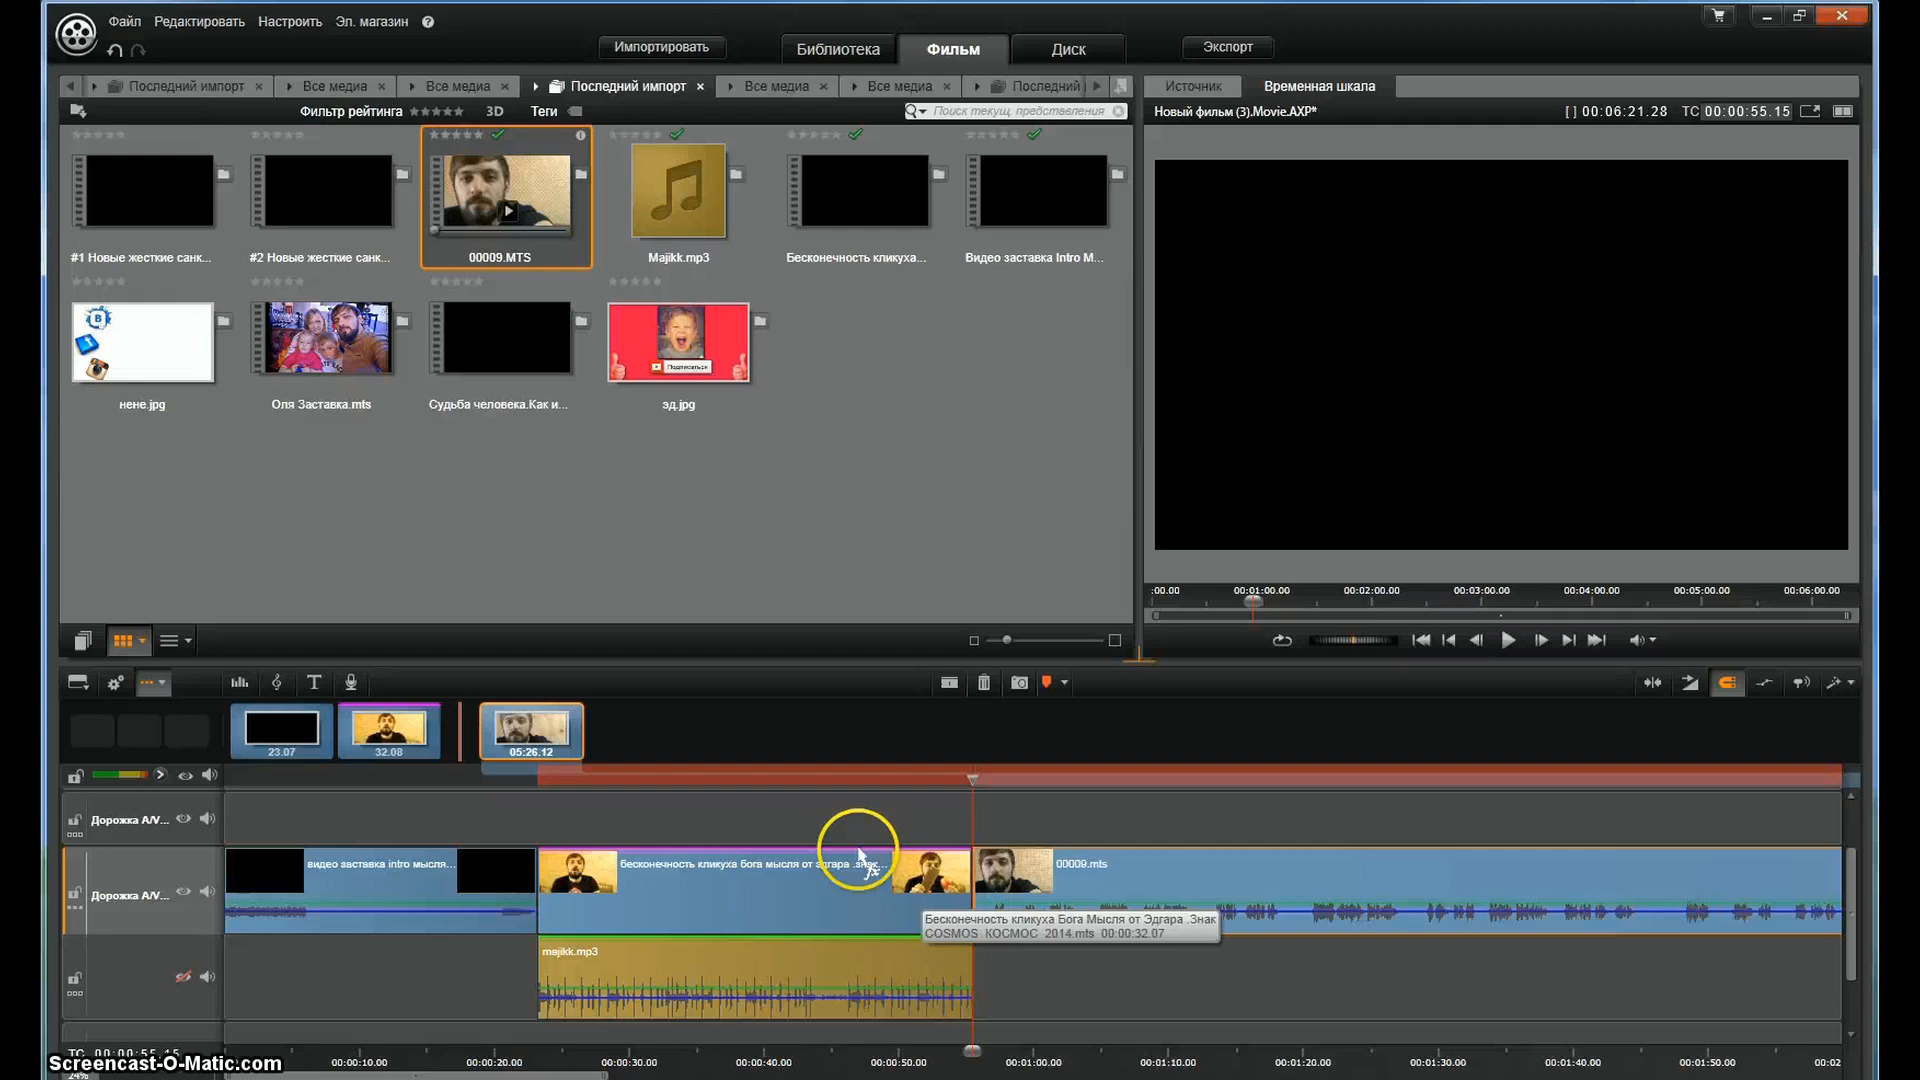 Файл Редактировать Настроить Эл. магазин ?
Импортировать Библиотека Фильм Диск Экспорт
Последний импорт × Все медиа × Все медиа × Последний импорт × Все медиа × Все медиа × Последний
Источник Временная шкала
Фильтр рейтинга 3D Теги Поиск текущ. представления
Новый фильм (3).Movie.AXP* [ ] 00:06:21.28 TC 00:00:55.15
#1 Новые жесткие санк...
#2 Новые жесткие санк...
00009.MTS
Majikk.mp3
Бесконечность кликуха...
Видео заставка Intro M...
Подписаться
нене.jpg
Оля Заставка.mts
Судьба человека.Как и...
эд.jpg
:00.00 00:01:00.00 00:02:00.00 00:03:00.00 00:04:00.00 00:05:00.00 00:06:00.00
23.07
32.08
05:26.12
Дорожка A/V...
Дорожка A/V...
видео заставка intro мысля...
бесконечность кликуха бога мысля от эдгара .знак...
00009.mts
fx
Бесконечность кликуха Бога Мысля от Эдгара .Знак
COSMOS КОСМОС 2014.mts 00:00:32.07
majikk.mp3
TC 00:00:55.15
00:00:10.00 00:00:20.00 00:00:30.00 00:00:40.00 00:00:50.00 00:01:00.00 00:01:10.00 00:01:20.00 00:01:30.00 00:01:40.00 00:01:50.00 00:02
Screencast-O-Matic.com
24%